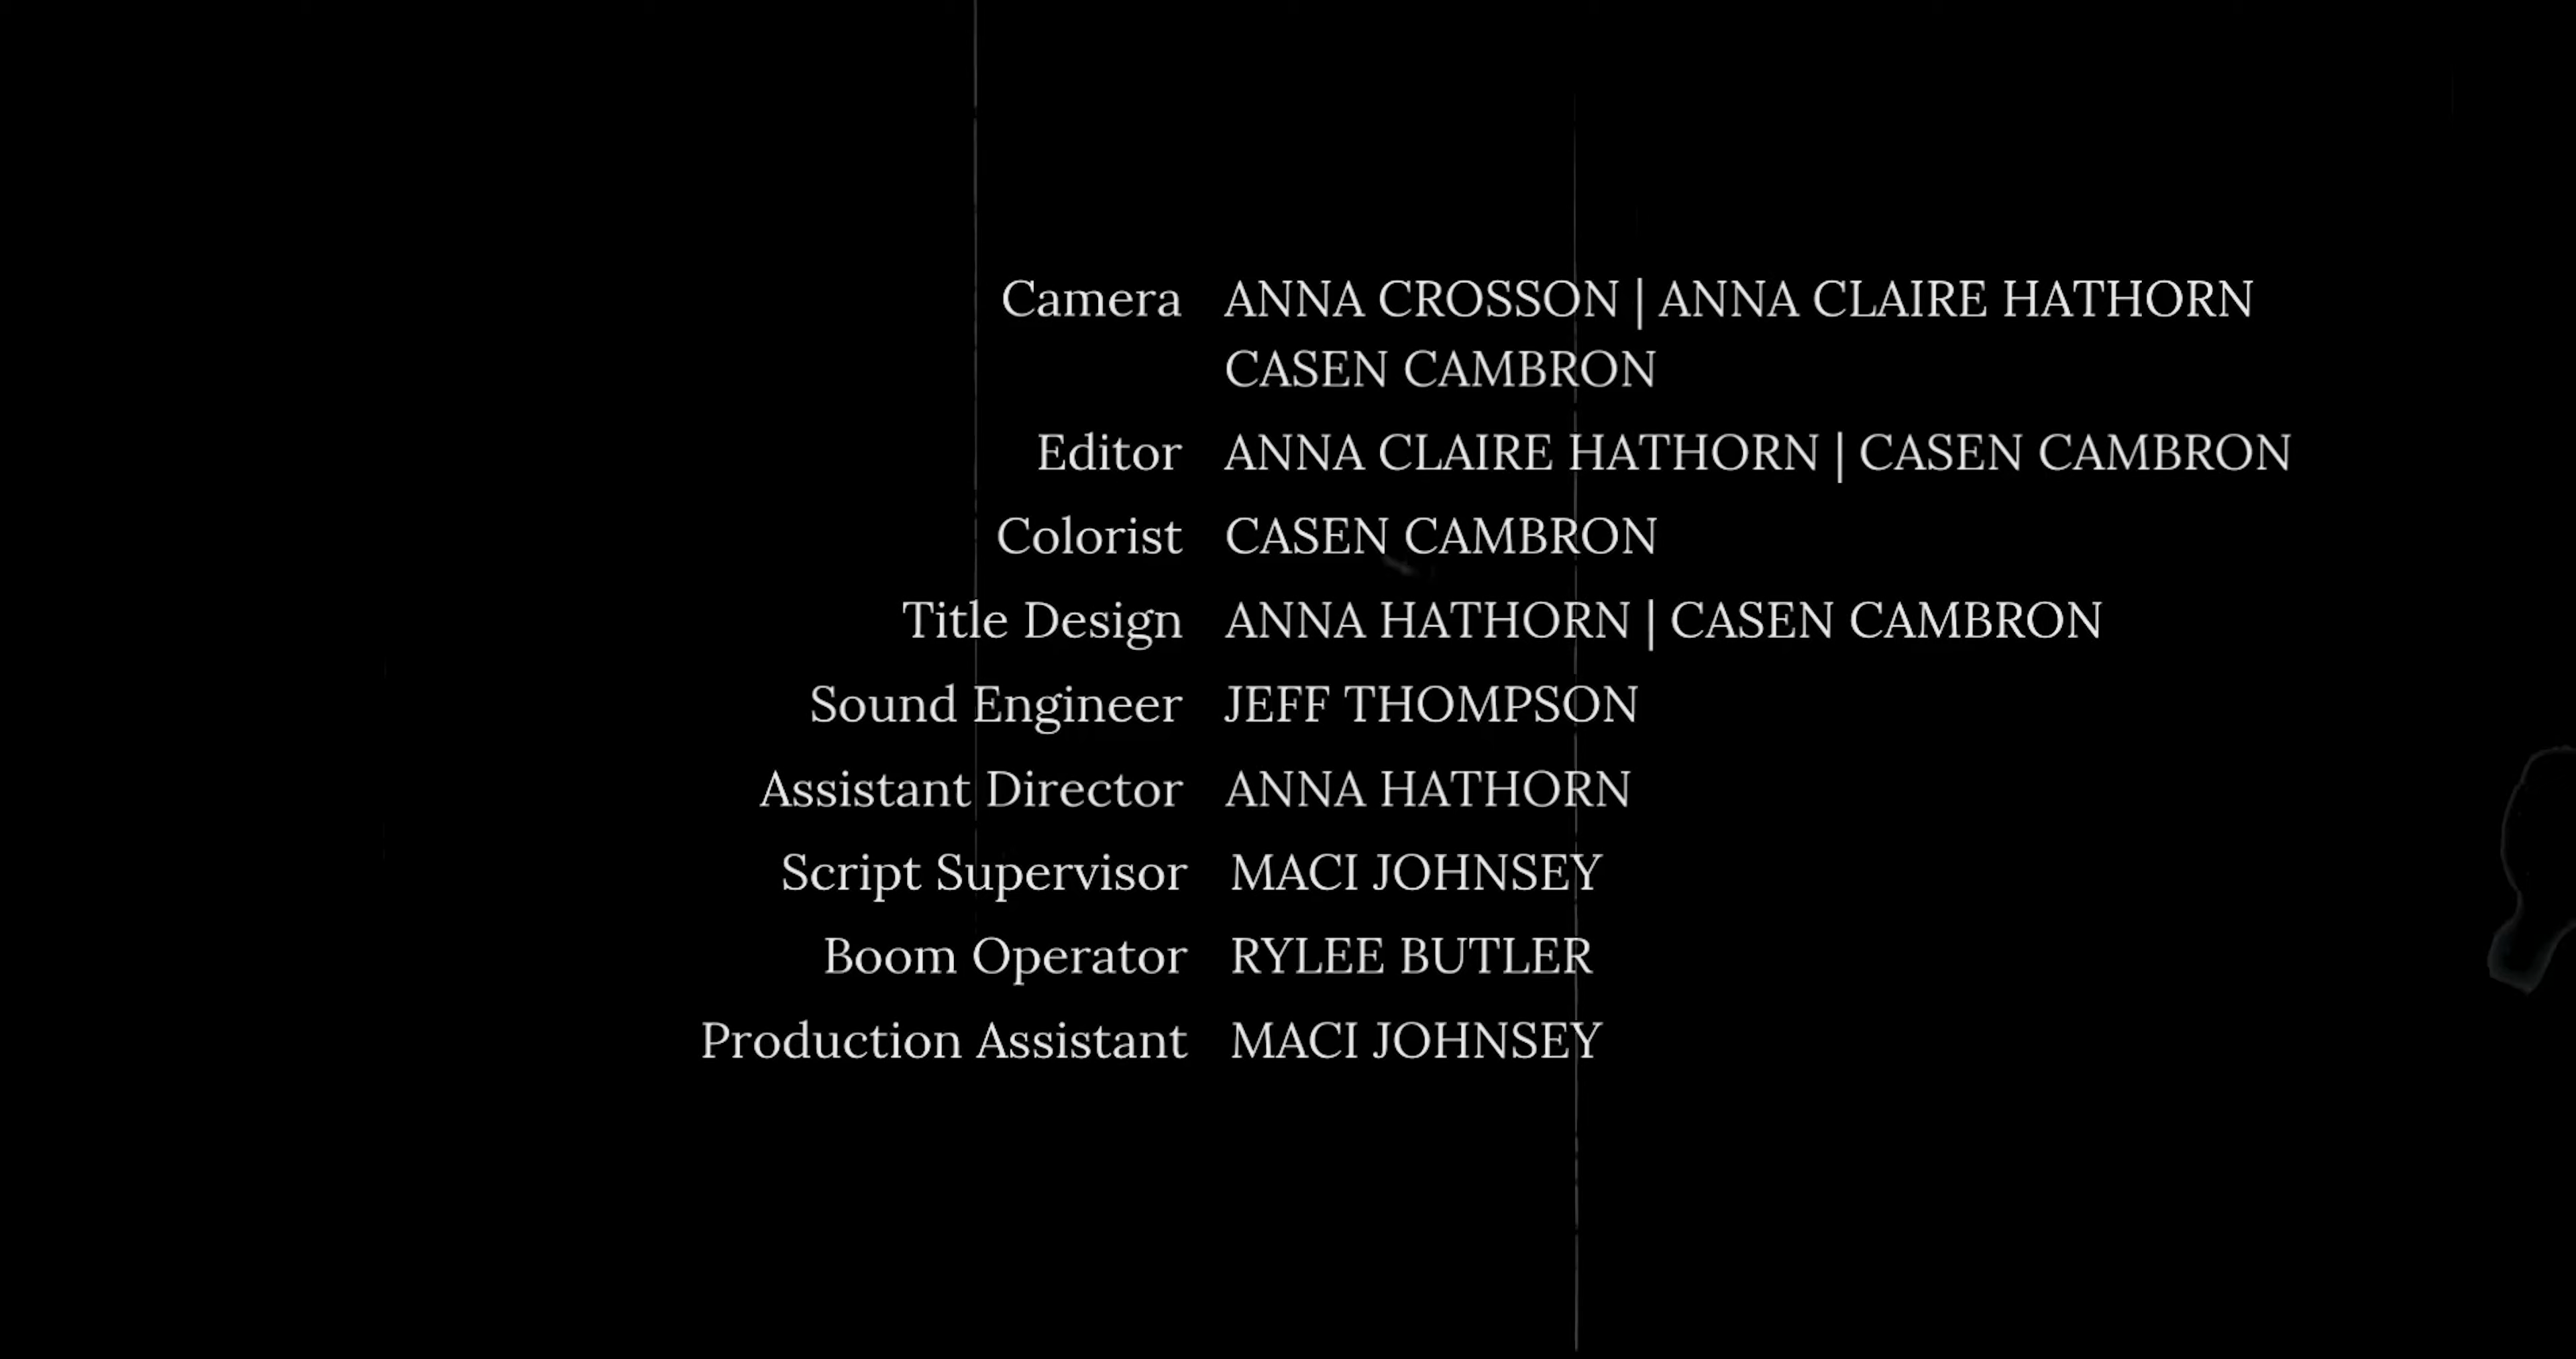 Camera ANNA CROSSON | ANNA CLAIRE HATHORN
CASEN CAMBRON
Editor ANNA CLAIRE HATHORN | CASEN CAMBRON
Colorist CASEN CAMBRON
Title Design ANNA HATHORN | CASEN CAMBRON
Sound Engineer JEFF THOMPSON
Assistant Director ANNA HATHORN
Script Supervisor MACI JOHNSEY
Boom Operator RYLEE BUTLER
Production Assistant MACI JOHNSEY